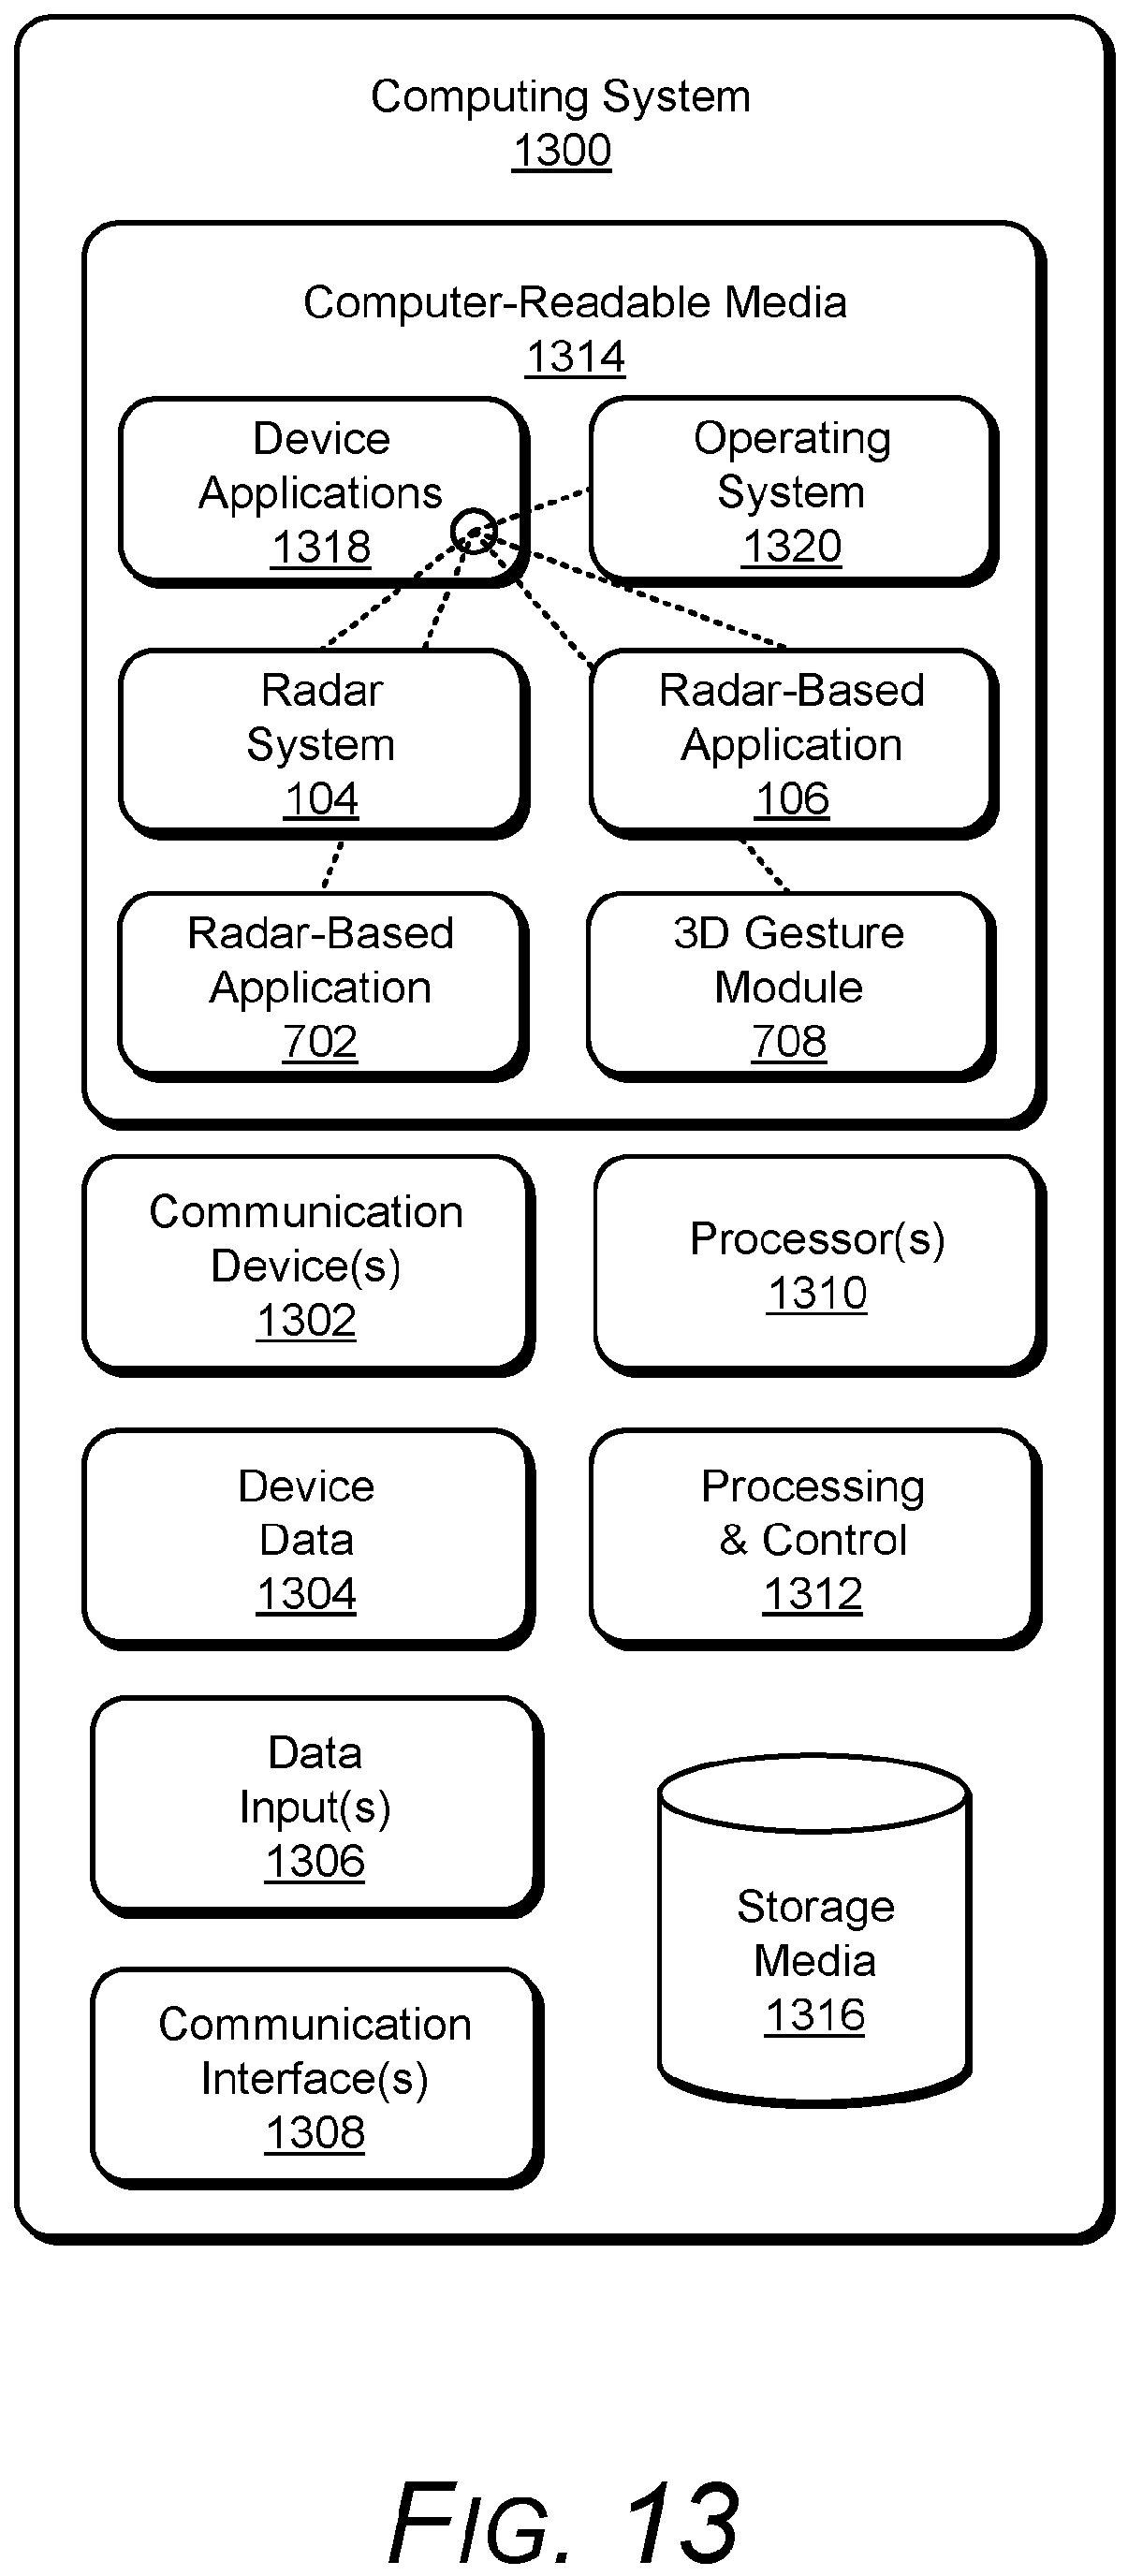 Computing System
1300
Computer-Readable Media
1314
Device
Applications
1318
Operating
System
1320
Radar
System
104
Radar-Based
Application
106
Radar-Based
Application
702
3D Gesture
Module
708
Communication
Device(s)
1302
Processor(s)
1310
Device
Data
1304
Processing
& Control
1312
Data
Input(s)
1306
Storage
Media
1316
Communication
Interface(s)
1308
FIG. 13